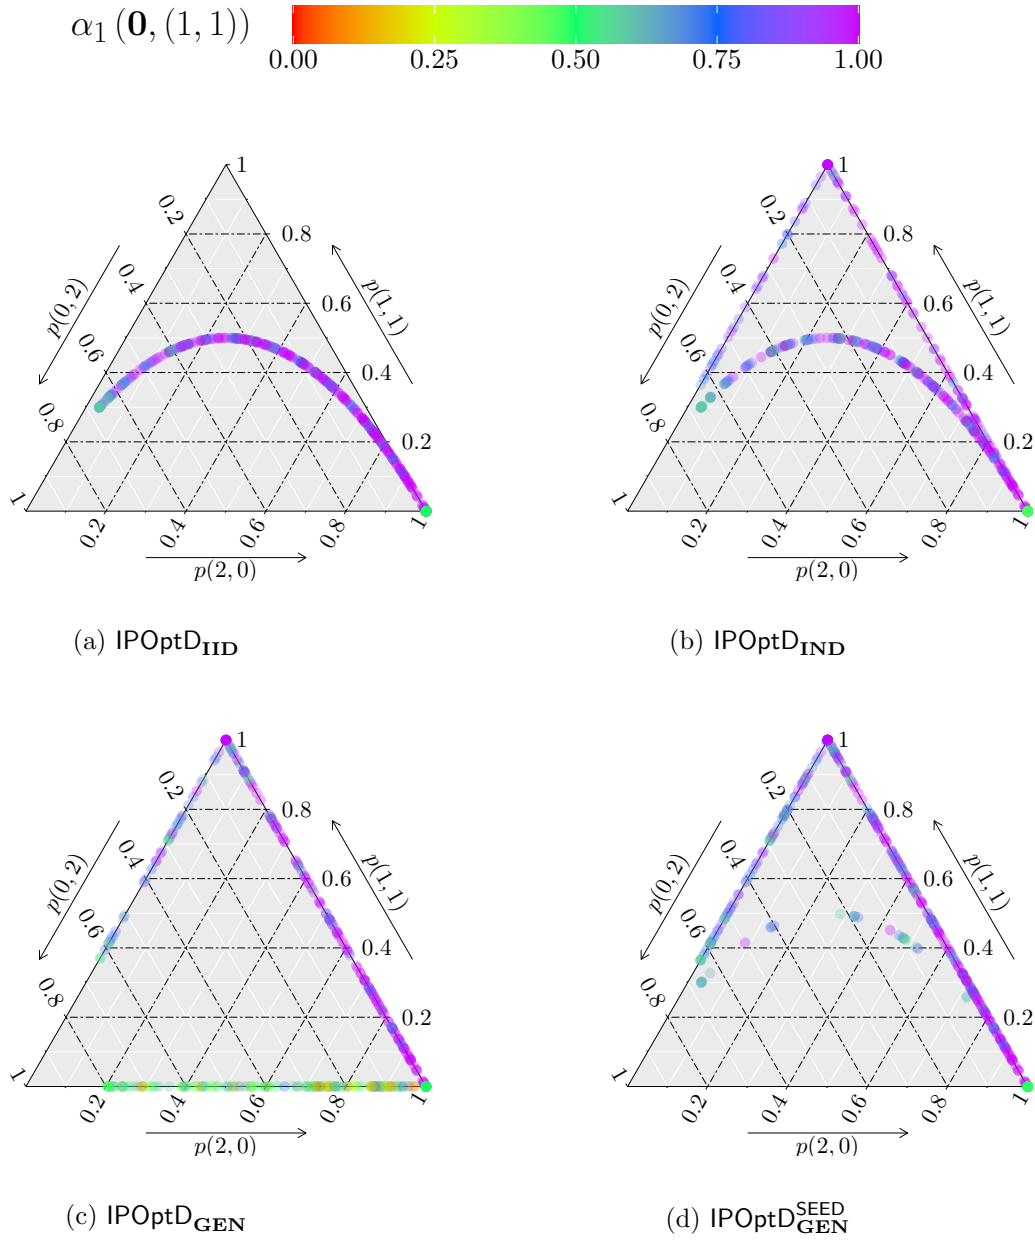 α₁ (𝟎, (1, 1))
0.00 0.25 0.50 0.75 1.00
1
0.2 0.8
0.4 0.6
p(0, 2) p(1, 1)
0.6 0.4
0.8 0.2
1 0.2 0.4 0.6 0.8 1
p(2, 0)
(a) IPOptD_IID
1
0.2 0.8
0.4 0.6
p(0, 2) p(1, 1)
0.6 0.4
0.8 0.2
1 0.2 0.4 0.6 0.8 1
p(2, 0)
(b) IPOptD_IND
1
0.2 0.8
0.4 0.6
p(0, 2) p(1, 1)
0.6 0.4
0.8 0.2
1 0.2 0.4 0.6 0.8 1
p(2, 0)
(c) IPOptD_GEN
1
0.2 0.8
0.4 0.6
p(0, 2) p(1, 1)
0.6 0.4
0.8 0.2
1 0.2 0.4 0.6 0.8 1
p(2, 0)
(d) IPOptD_GEN^SEED